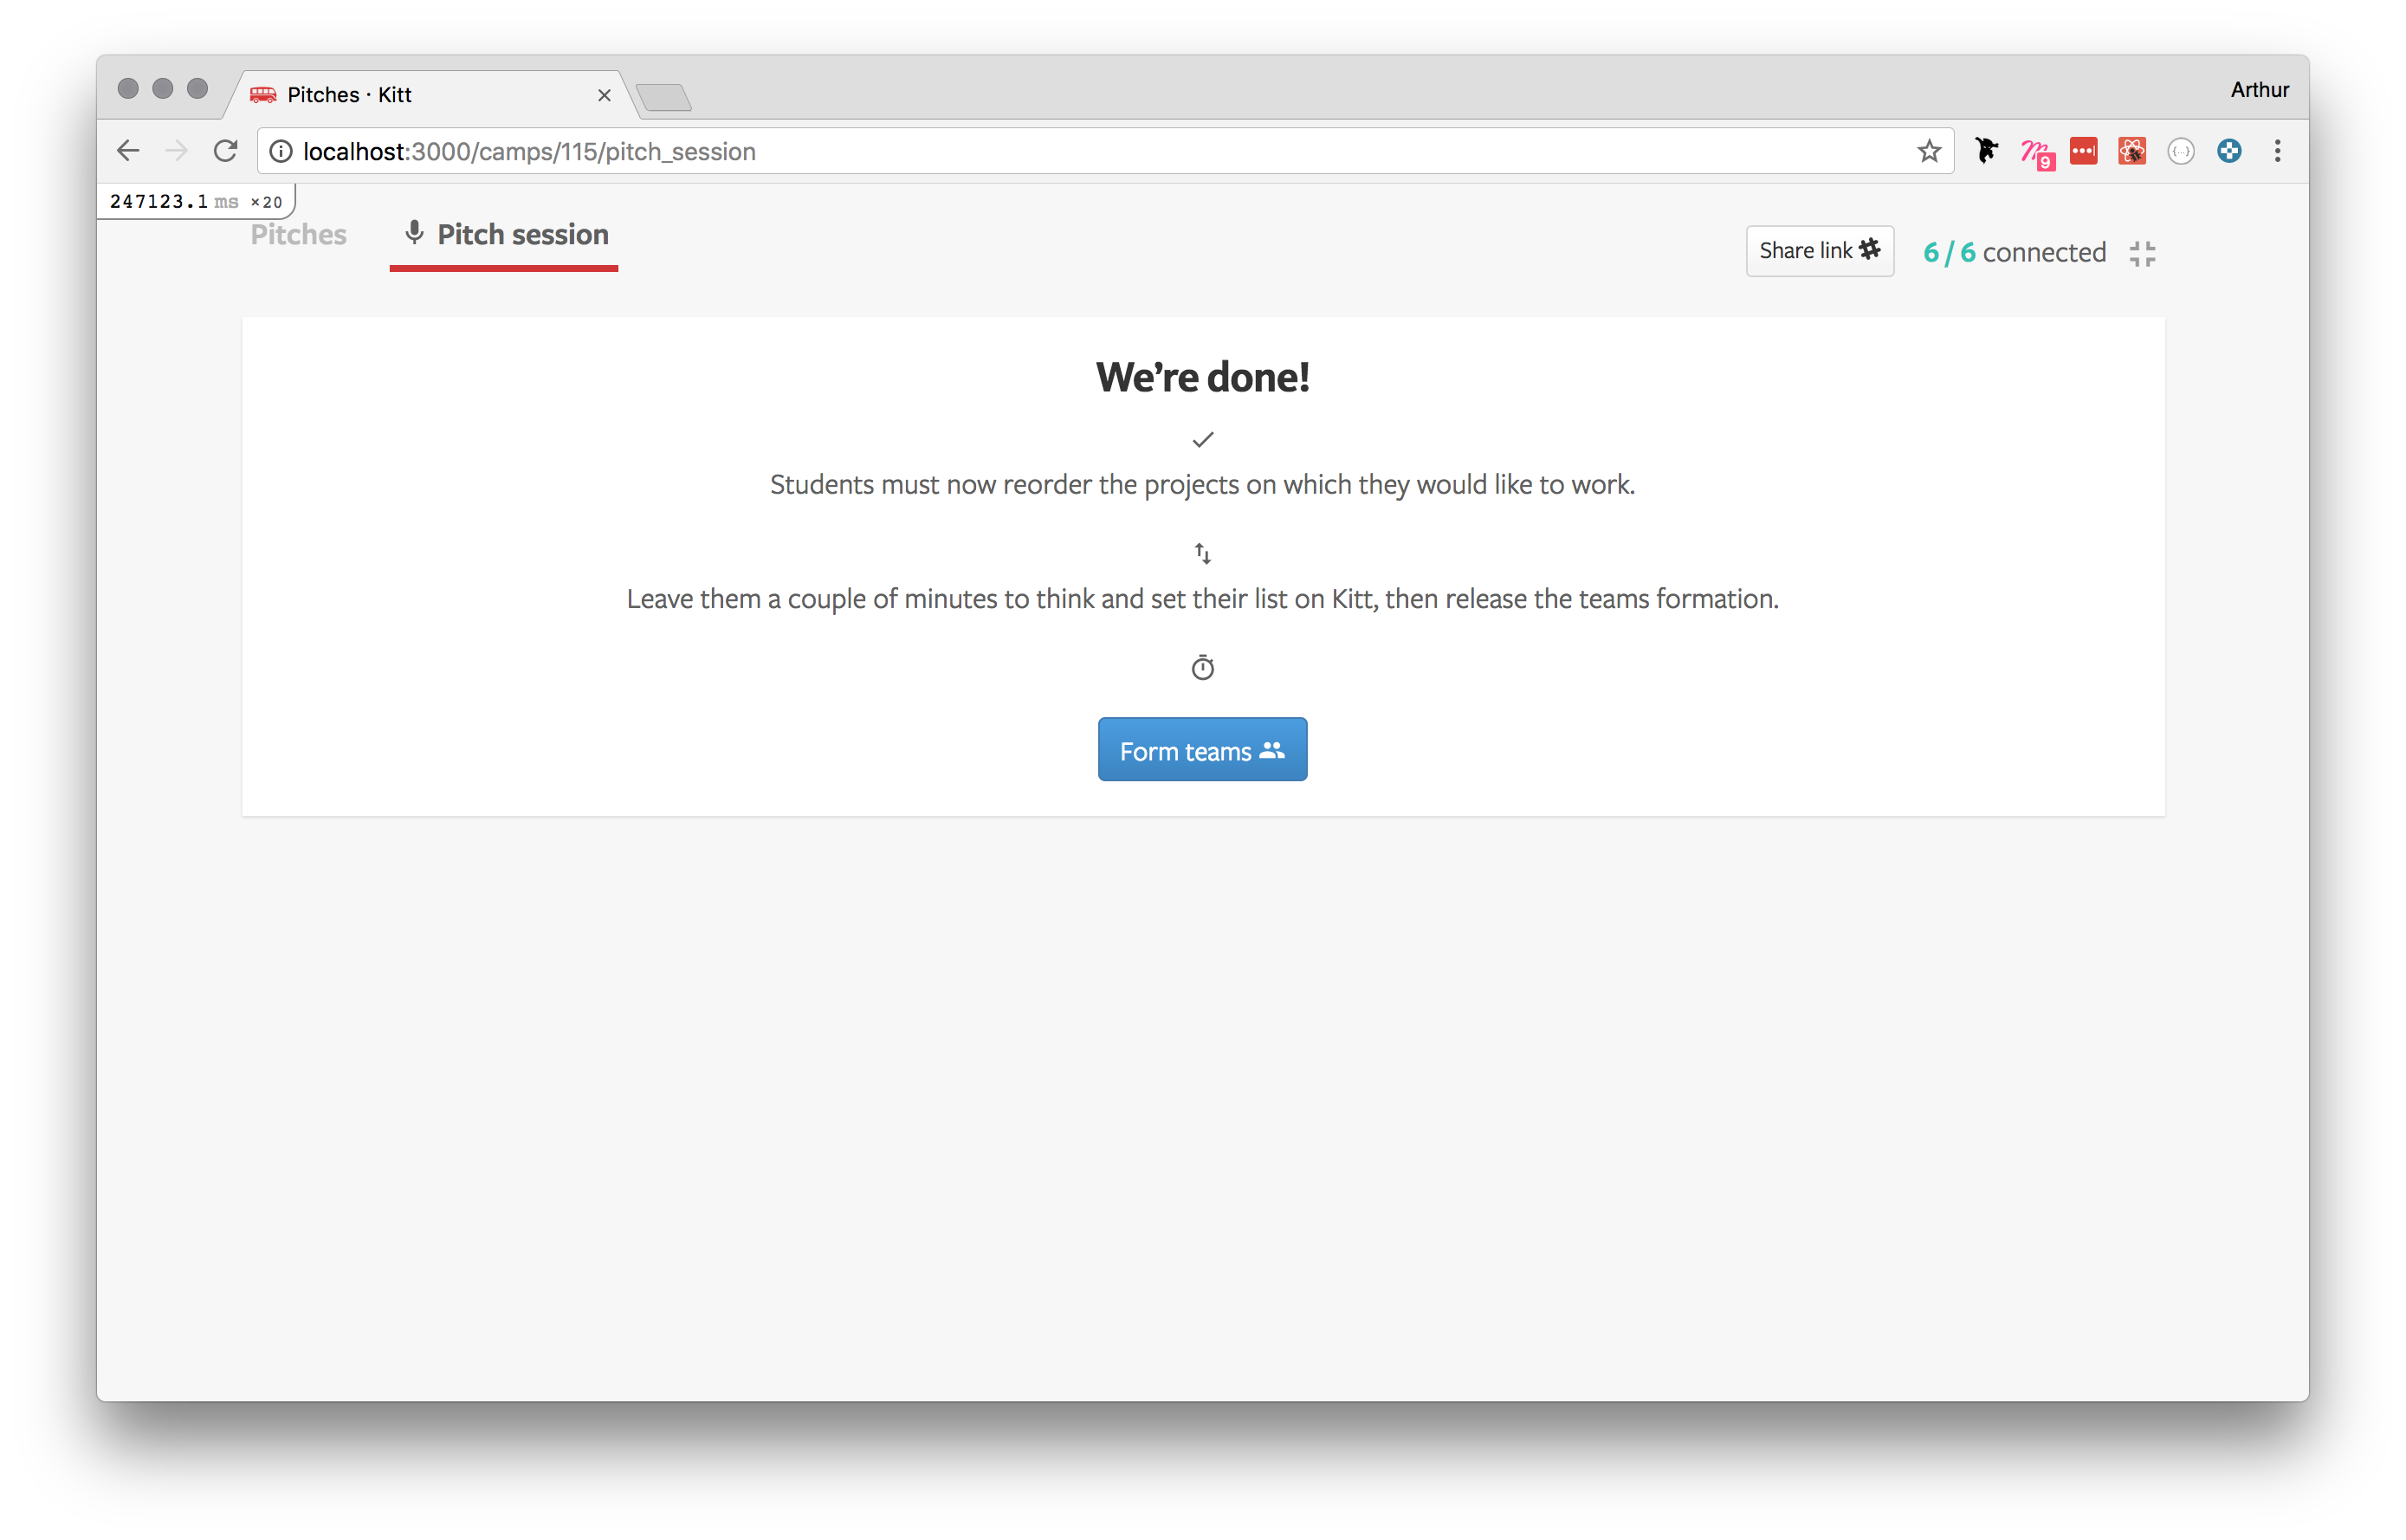 Pitches · Kitt
Arthur
localhost:3000/camps/115/pitch_session
9
247123.1 ms ×20
Pitches
Pitch session
Share link
6 / 6 connected
We’re done!
Students must now reorder the projects on which they would like to work.
Leave them a couple of minutes to think and set their list on Kitt, then release the teams formation.
Form teams